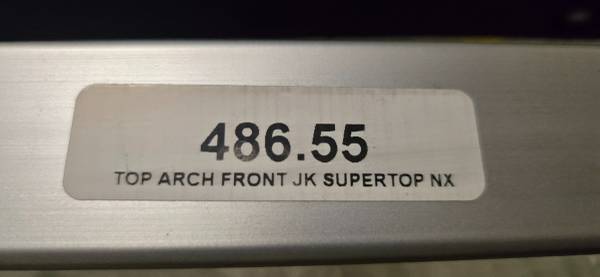 486.55
TOP ARCH FRONT JK SUPERTOP NX